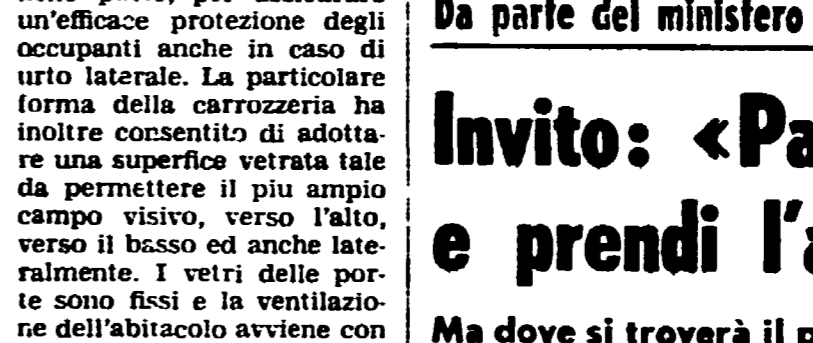 un'efficace protezione degli
occupanti anche in caso di
urto laterale. La particolare
forma della carrozzeria ha
inoltre consentito di adotta-
re una superfice vetrata tale
da permettere il piu ampio
campo visivo, verso l'alto,
verso il basso ed anche late-
ralmente. I vetri delle por-
te sono fissi e la ventilazio-
ne dell'abitacolo avviene con
Da parte del ministero
Invito: «Pa
e prendi l'a
Ma dove si troverà il p